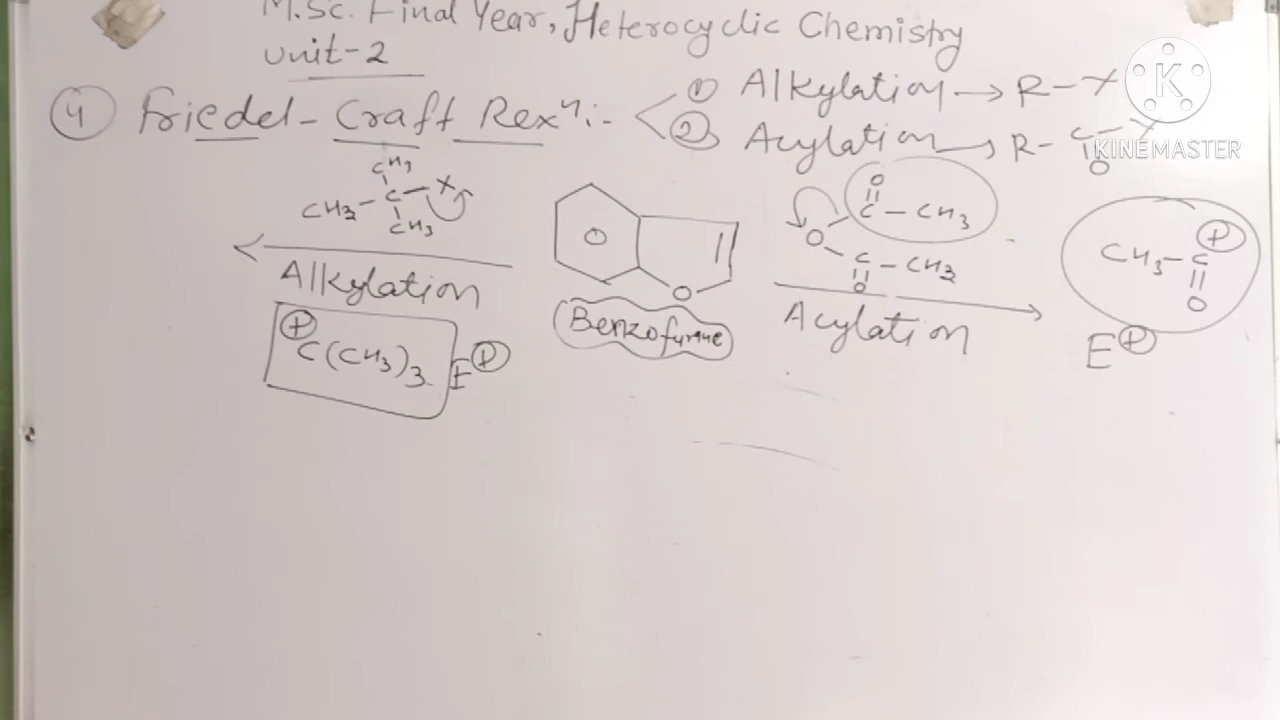 M.Sc. Final Year, Heterocyclic Chemistry
Unit-2
④ Friedel-Craft Rexⁿ:-
① Alkylation → R-X
② Acylation → R-C-X
O
K
KINEMASTER
CH3
CH3-C-X
CH3
Alkylation
⊕C(CH3)3 E⊕
O
Benzofurane
O
C-CH3
O
C-CH3
O
Acylation
⊕
CH3-C
O
E⊕